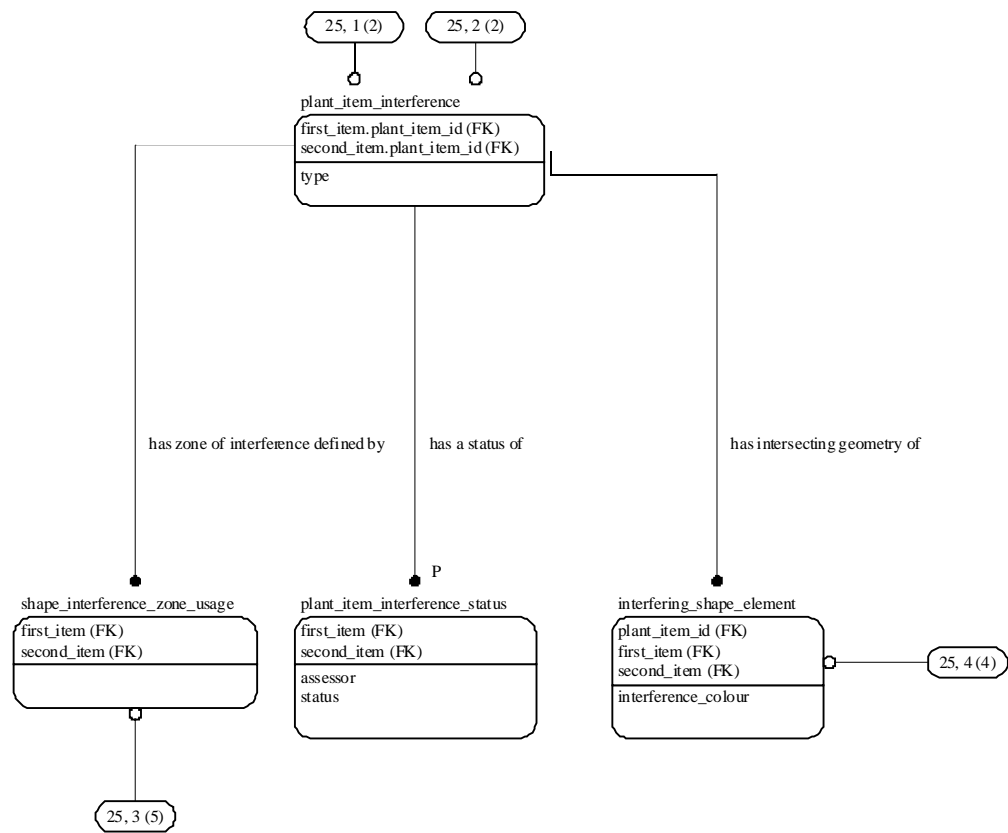 25, 1 (2)
25, 2 (2)
plant_item_interference
first_item.plant_item_id (FK)
second_item.plant_item_id (FK)
type
has zone of interference defined by
has a status of
has intersecting geometry of
P
shape_interference_zone_usage
first_item (FK)
second_item (FK)
plant_item_interference_status
first_item (FK)
second_item (FK)
assessor
status
interfering_shape_element
plant_item_id (FK)
first_item (FK)
second_item (FK)
interference_colour
25, 4 (4)
25, 3 (5)